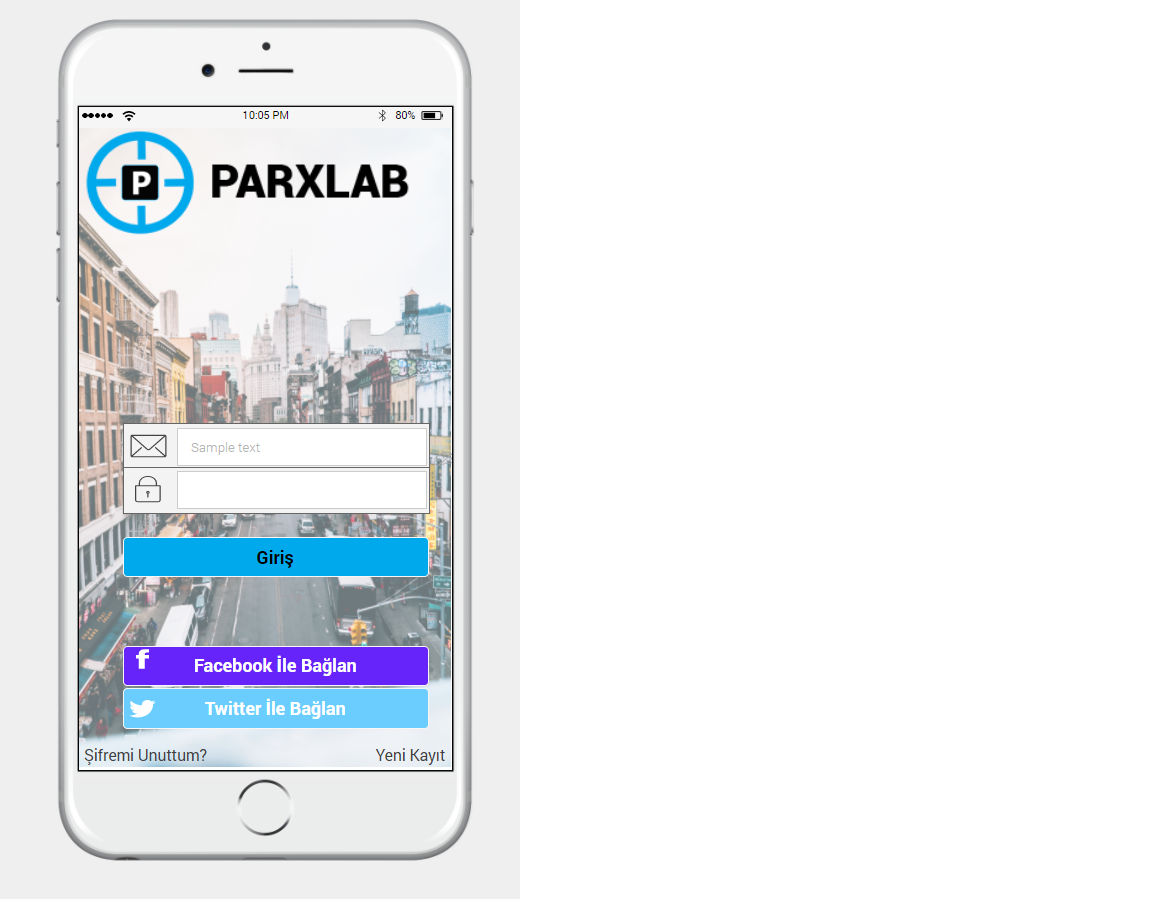 10:05 PM
80%
P
PARXLAB
Sample text
Giriş
f
Facebook İle Bağlan
Twitter İle Bağlan
Şifremi Unuttum?
Yeni Kayıt